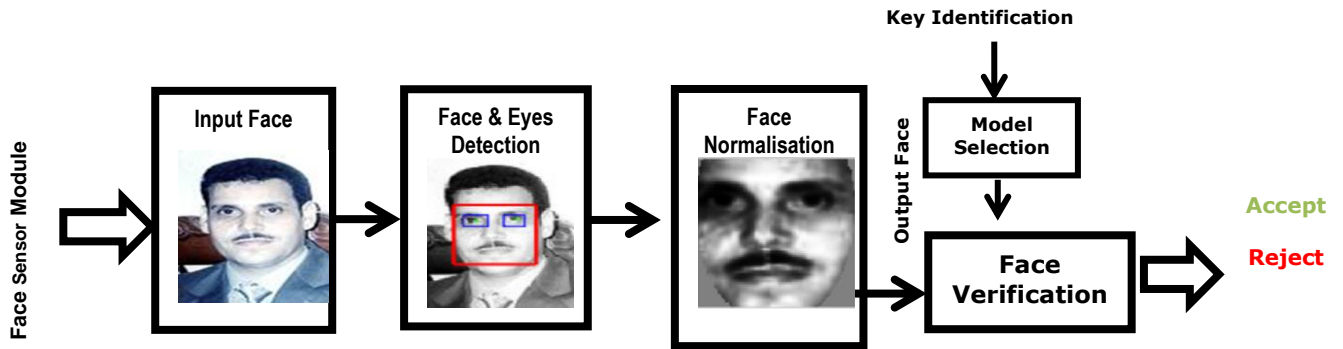 Face Sensor Module
Input Face
Face & Eyes
Detection
Face
Normalisation
Output Face
Key Identification
Model
Selection
Face
Verification
Accept
Reject